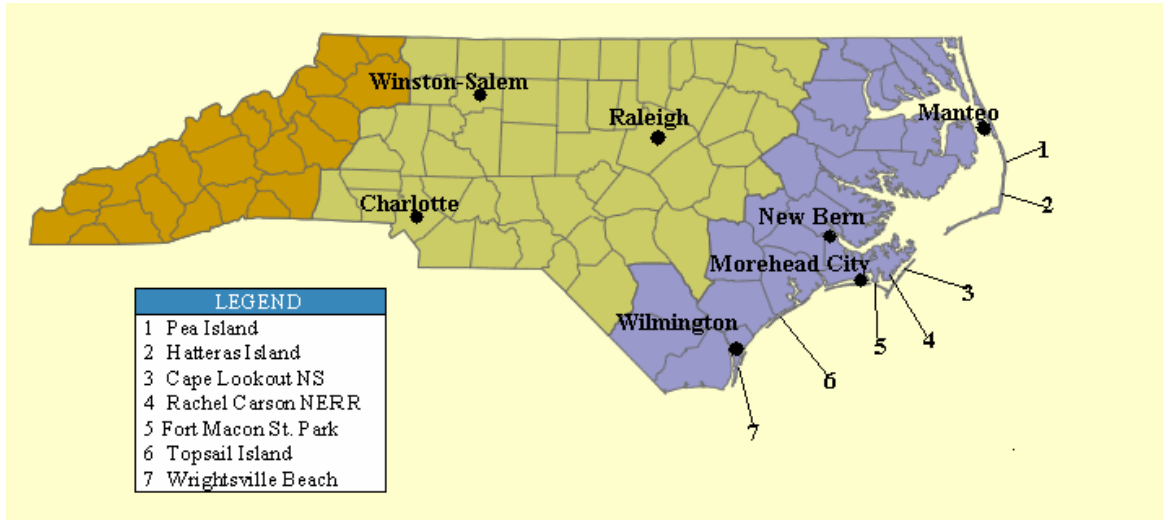 Winston-Salem
Raleigh
Manteo
1
Charlotte
2
New Bern
Morehead City
3
Wilmington
5
4
6
7
LEGEND
1 Pea Island
2 Hatteras Island
3 Cape Lookout NS
4 Rachel Carson NERR
5 Fort Macon St. Park
6 Topsail Island
7 Wrightsville Beach